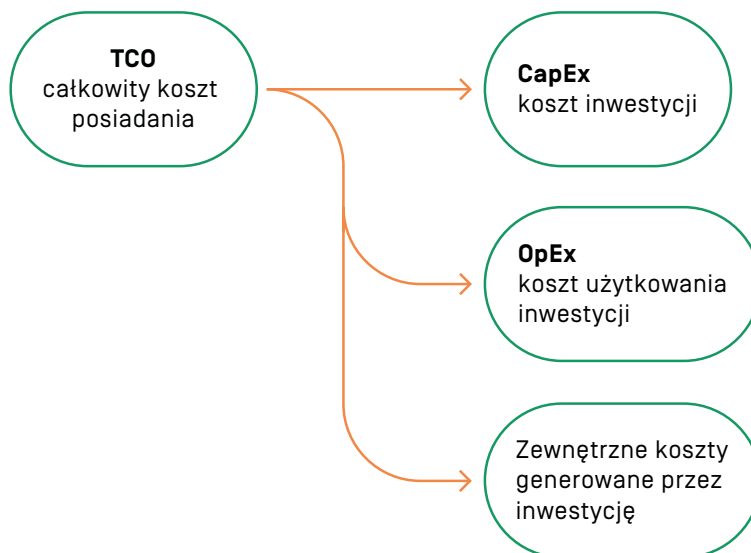 TCO
całkowity koszt
posiadania
CapEx
koszt inwestycji
OpEx
koszt użytkowania
inwestycji
Zewnętrzne koszty
generowane przez
inwestycję